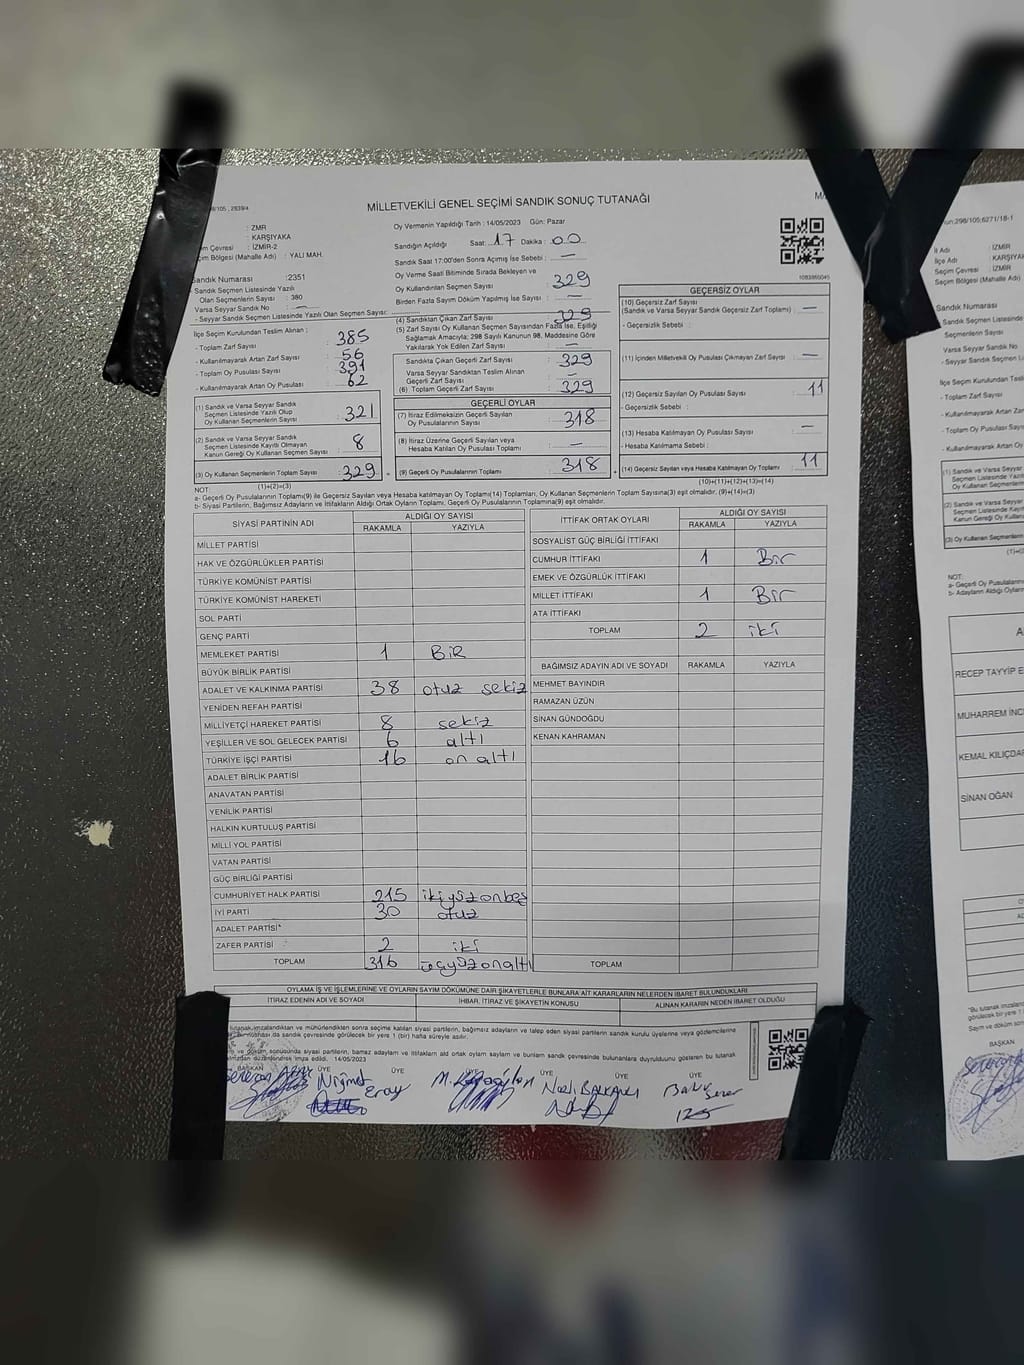 MİLLETVEKİLİ GENEL SEÇİMİ SANDIK SONUÇ TUTANAĞI
Oy Vermenin Yapıldığı Tarih : 14/05/2023 Gün: Pazar
: KARŞIYAKA
Çevresi : İZMİR-2
Bölgesi (Mahalle Adı) : YALI MAH.
Sandık Numarası : 2351
- Sandık Seçmen Listesinde Yazılı
Olan Seçmenlerin Sayısı : 380
Varsa Seyyar Sandık No : —
- Seyyar Sandık Seçmen Listesinde Yazılı Olan Seçmen Sayısı:
Sandığın Açıldığı Saat: 17 Dakika: 00
Sandık Saat 17:00'den Sonra Açılmış İse Sebebi : —
Oy Verme Saati Bitiminde Sırada Bekleyen ve
Oy Kullandırılan Seçmen Sayısı : 329
Birden Fazla Sayım Döküm Yapılmış İse Sayısı : —
İlçe Seçim Kurulundan Teslim Alınan :
- Toplam Zarf Sayısı : 385
- Kullanılmayarak Artan Zarf Sayısı : 56
- Toplam Oy Pusulası Sayısı : 391
- Kullanılmayarak Artan Oy Pusulası : 62
(1) Sandık ve Varsa Seyyar Sandık
Seçmen Listesinde Yazılı Olup
Oy Kullanan Seçmen Sayısı : 321
(2) Sandık ve Varsa Seyyar Sandık
Seçmen Listesinde Kayıtlı Olmayan
Kanun Gereği Oy Kullanan Seçmen Sayısı : 8
(3) Oy Kullanan Seçmenlerin Toplam Sayısı : 329
(1)+(2)=(3)
(4) Sandıktan Çıkan Zarf Sayısı : 329
(5) Zarf Sayısı Oy Kullanan Seçmen Sayısından Fazla İse, Eşitliği
Sağlamak Amacıyla; 298 Sayılı Kanunun 98. Maddesine Göre
Yakılarak Yok Edilen Zarf Sayısı : —
Sandıkta Çıkan Geçerli Zarf Sayısı : 329
Varsa Seyyar Sandıktan Teslim Alınan
Geçerli Zarf Sayısı : —
(6) Toplam Geçerli Zarf Sayısı : 329
GEÇERLİ OYLAR
(7) İtiraz Edilmeksizin Geçerli Sayılan
Oy Pusulalarının Sayısı : 318
(8) İtiraz Üzerine Geçerli Sayılan veya
Hesaba Katılan Oy Pusulası Toplamı : —
(9) Geçerli Oy Pusulalarının Toplamı : 318
1083865045
GEÇERSİZ OYLAR
(10) Geçersiz Zarf Sayısı
(Sandık ve Varsa Seyyar Sandık Geçersiz Zarf Toplamı) : —
- Geçersizlik Sebebi :
(11) İçinden Milletvekili Oy Pusulası Çıkmayan Zarf Sayısı : —
(12) Geçersiz Oy Pusulası Sayısı : 11
- Geçersizlik Sebebi :
(13) Hesaba Katılmayan Oy Pusulası Sayısı : —
- Hesaba Katılmama Sebebi :
(14) Geçersiz Sayılan veya Hesaba Katılmayan Oy Toplamı : 11
(10)+(11)+(12)+(13)=(14)
NOT:
a- Geçerli Oy Pusulalarının Toplamı(9) ile Geçersiz Sayılan veya Hesaba katılmayan Oy Toplamı(14) Toplamları, Oy Kullanan Seçmenlerin Toplam Sayısına(3) eşit olmalıdır. (9)+(14)=(3)
b- Siyasi Partilerin, Bağımsız Adayların ve İttifakların Aldığı Ortak Oyların Toplamı, Geçerli Oy Pusulalarının Toplamına(9) eşit olmalıdır.
SİYASİ PARTİNİN ADI ALDIĞI OY SAYISI
RAKAMLA YAZIYLA
MİLLET PARTİSİ
HAK VE ÖZGÜRLÜKLER PARTİSİ
TÜRKİYE KOMÜNİST PARTİSİ
TÜRKİYE KOMÜNİST HAREKETİ
SOL PARTİ
GENÇ PARTİ
MEMLEKET PARTİSİ 1 BİR
BÜYÜK BİRLİK PARTİSİ
ADALET VE KALKINMA PARTİSİ 38 otuz sekiz
YENİDEN REFAH PARTİSİ
MİLLİYETÇİ HAREKET PARTİSİ 8 sekiz
YEŞİLLER VE SOL GELECEK PARTİSİ 6 altı
TÜRKİYE İŞÇİ PARTİSİ 16 on altı
ADALET BİRLİK PARTİSİ
ANAVATAN PARTİSİ
YENİLİK PARTİSİ
HALKIN KURTULUŞ PARTİSİ
MİLLİ YOL PARTİSİ
VATAN PARTİSİ
GÜÇ BİRLİĞİ PARTİSİ
CUMHURİYET HALK PARTİSİ 215 ikiyüzonbeş
İYİ PARTİ 30 otuz
ADALET PARTİSİ*
ZAFER PARTİSİ 2 iki
TOPLAM 316 üçyüzonaltı
İTTİFAK ORTAK OYLARI ALDIĞI OY SAYISI
RAKAMLA YAZIYLA
SOSYALİST GÜÇ BİRLİĞİ İTTİFAKI
CUMHUR İTTİFAKI 1 Bir
EMEK VE ÖZGÜRLÜK İTTİFAKI
MİLLET İTTİFAKI 1 Bir
ATA İTTİFAKI
TOPLAM 2 iki
BAĞIMSIZ ADAYIN ADI VE SOYADI RAKAMLA YAZIYLA
MEHMET BAYINDIR
RAMAZAN ÜZÜN
SİNAN GÜNDOĞDU
KENAN KAHRAMAN
TOPLAM
OYLAMA İŞ VE İŞLEMLERİNE VE OYLARIN SAYIM DÖKÜMÜNE DAİR ŞİKAYETLERLE BUNLARA AİT KARARLARIN NELERDEN İBARET BULUNDUKLARI
İTİRAZ EDENİN ADI VE SOYADI İHBAR, İTİRAZ VE ŞİKAYETİN KONUSU ALINAN KARARIN NEDEN İBARET OLDUĞU
BAŞKAN ÜYE ÜYE ÜYE ÜYE
Nigmet
Eray
125
İl Adı : İZMİR
İlçe Adı : KARŞIYAKA
Seçim Çevresi : İZMİR
Sandık Numarası
NOT:
RECEP TAYYİP
MUHARREM
KEMAL
SİNAN OĞAN
BAŞKAN